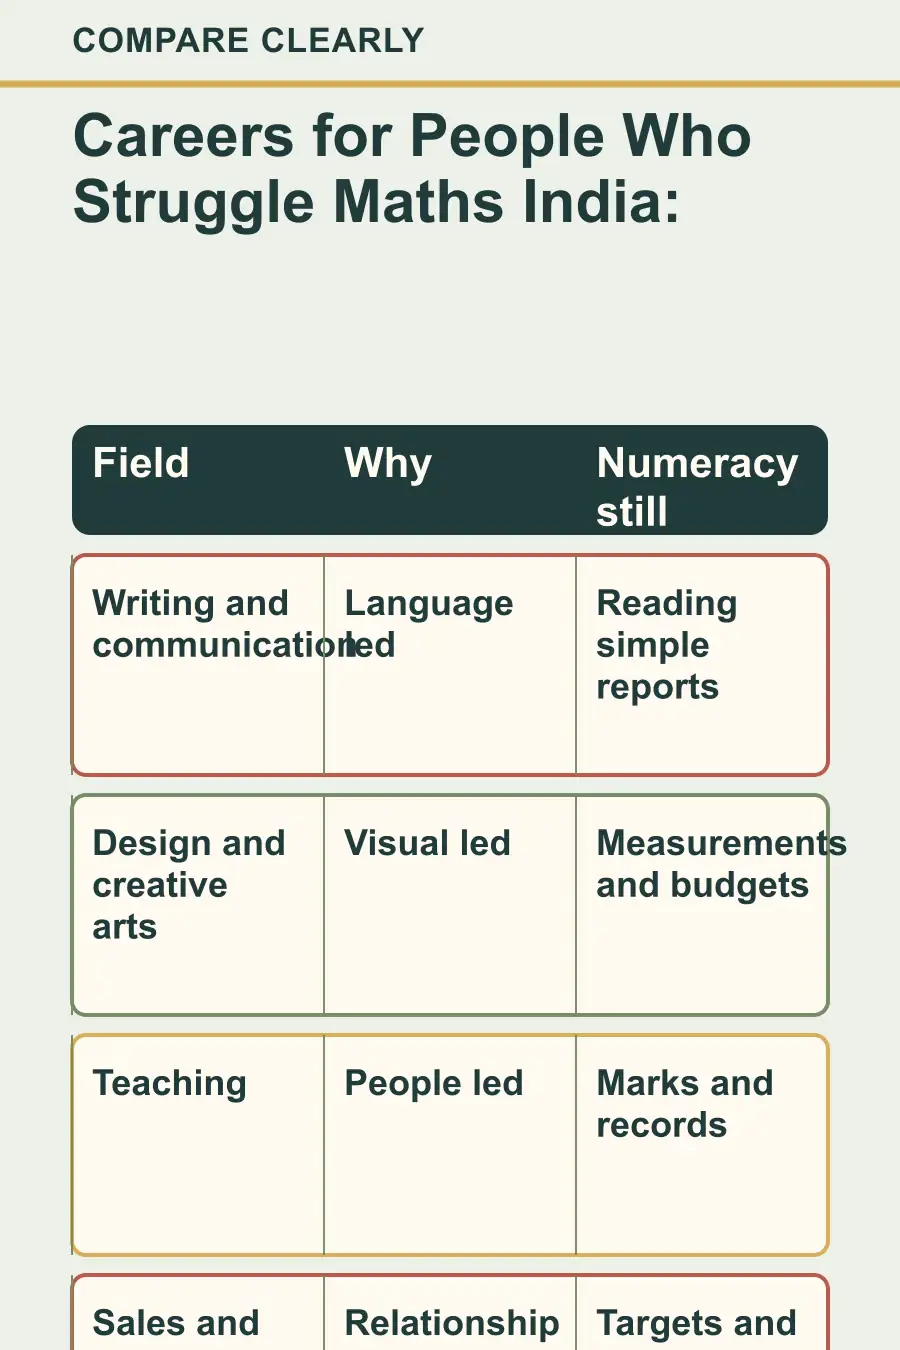 COMPARE CLEARLY
Careers for People Who
Struggle Maths India:
Field
Why
Numeracy
still
Writing and
communication
Language
led
Reading
simple
reports
Design and
creative
arts
Visual led
Measurements
and budgets
Teaching
People led
Marks and
records
Sales and
Relationship
Targets and